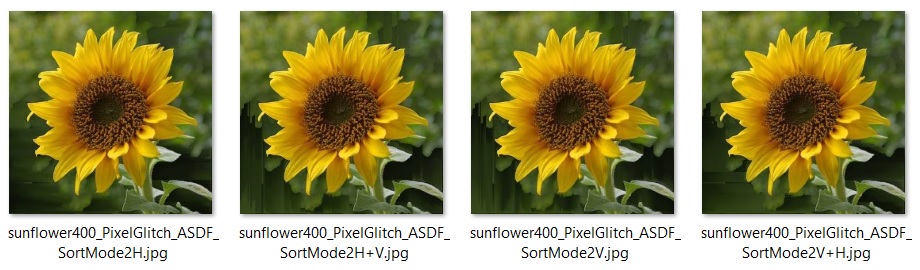 sunflower400_PixelGlitch_ASDF_
SortMode2H.jpg
sunflower400_PixelGlitch_ASDF_
SortMode2H+V.jpg
sunflower400_PixelGlitch_ASDF_
SortMode2V.jpg
sunflower400_PixelGlitch_ASDF_
SortMode2V+H.jpg